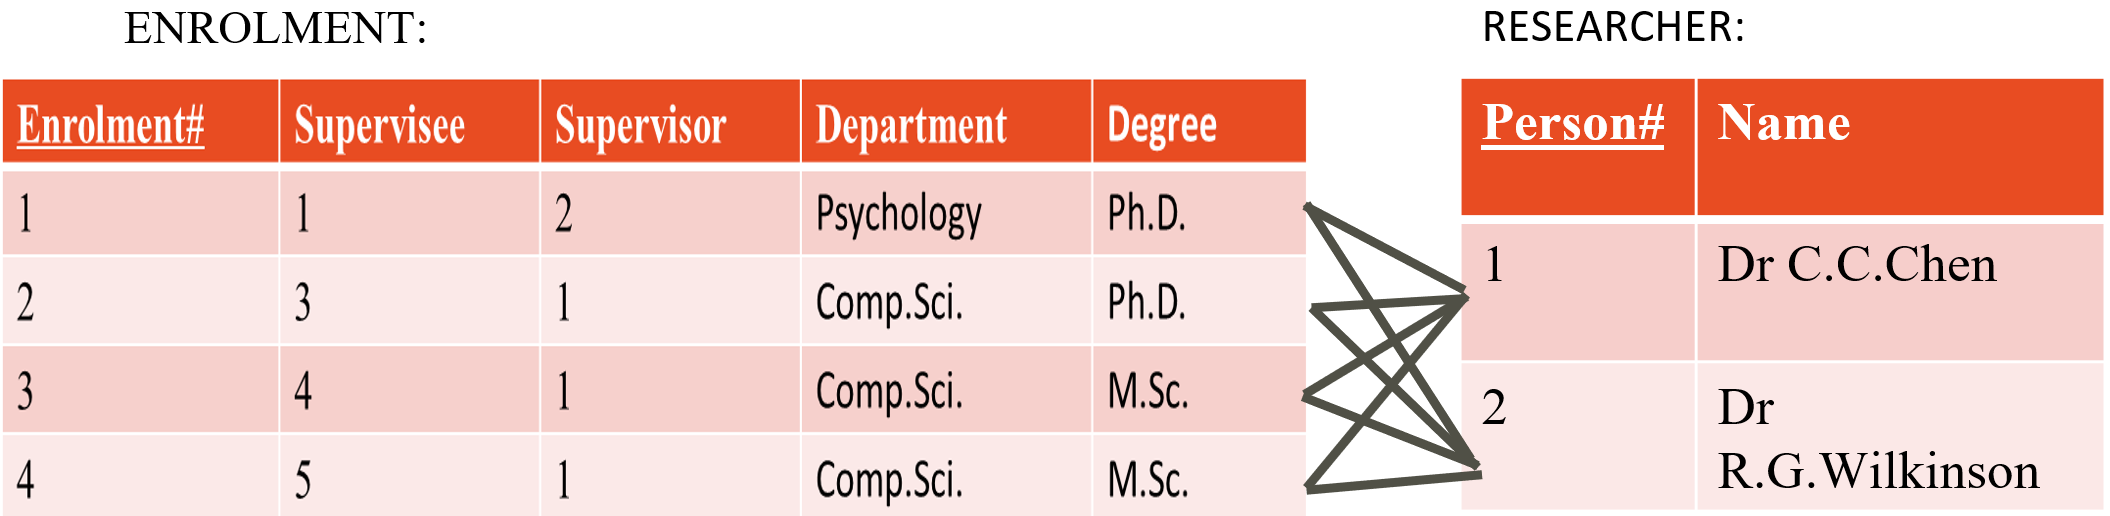 ENROLMENT:
Enrolment# Supervisee Supervisor Department Degree
1 1 2 Psychology Ph.D.
2 3 1 Comp.Sci. Ph.D.
3 4 1 Comp.Sci. M.Sc.
4 5 1 Comp.Sci. M.Sc.
RESEARCHER:
Person# Name
1 Dr C.C.Chen
2 Dr
R.G.Wilkinson